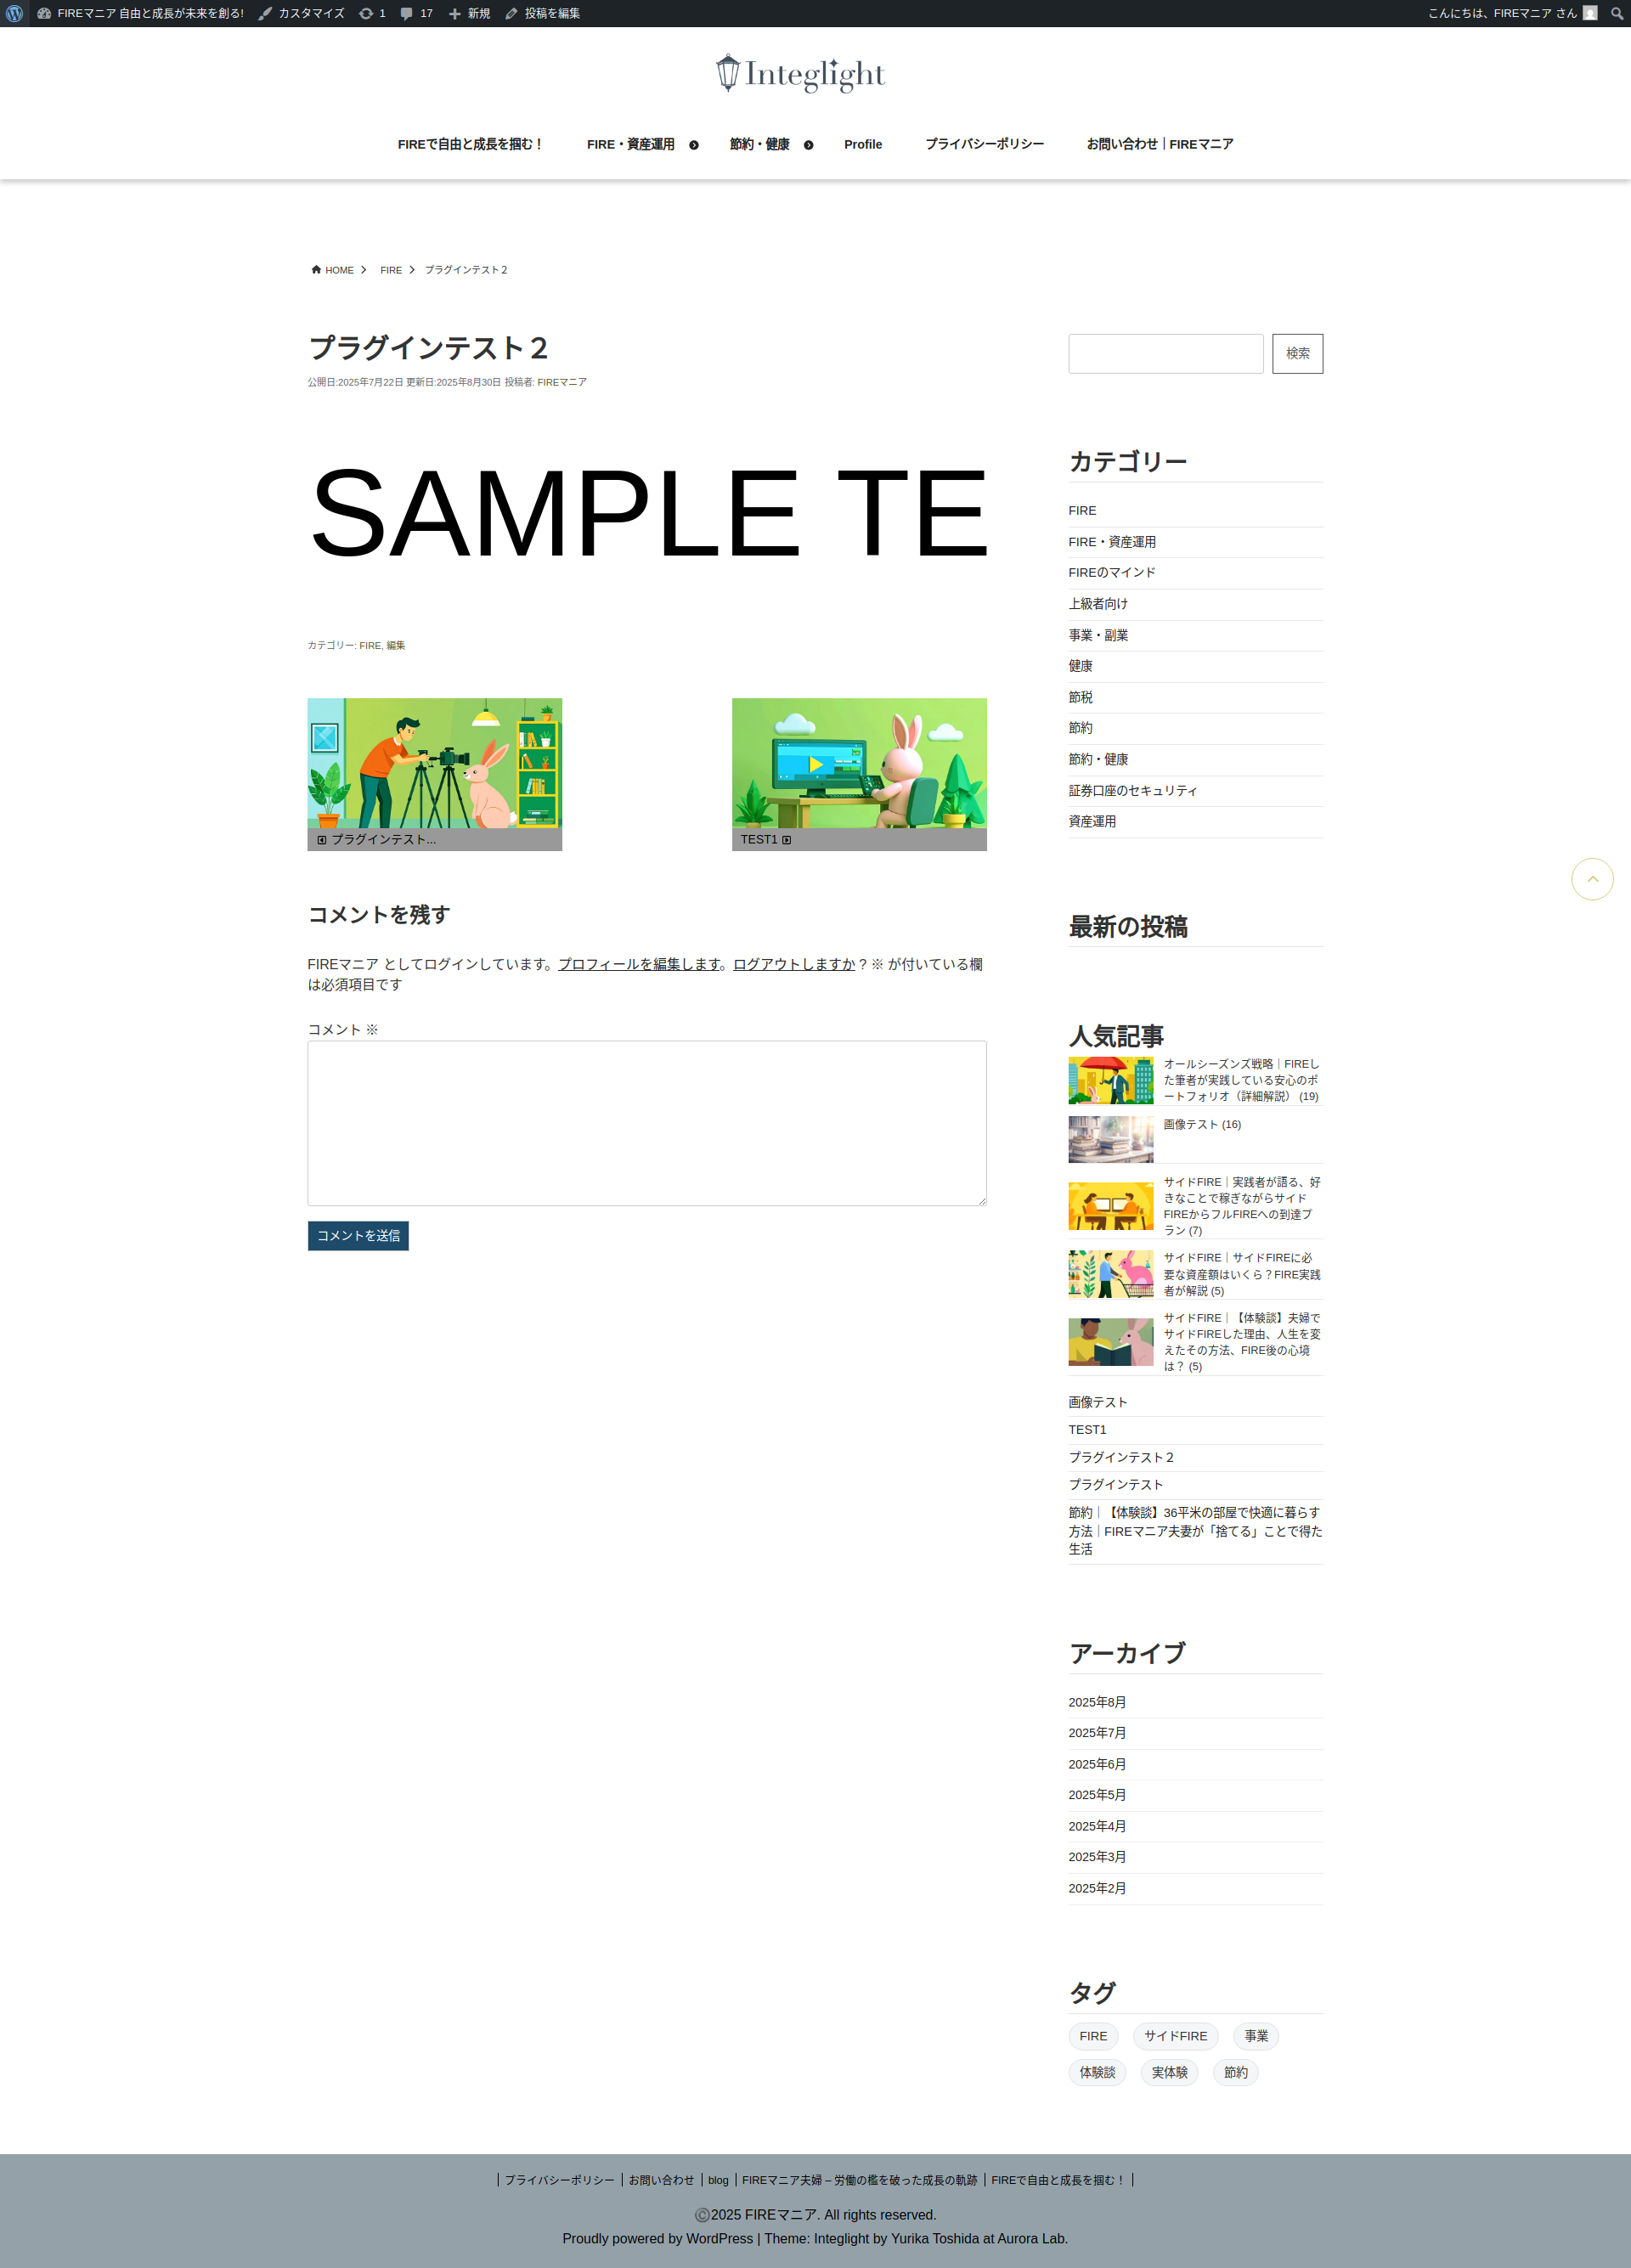 FIREマニア 自由と成長が未来を創る!
カスタマイズ
1
17
新規
投稿を編集
こんにちは、FIREマニア さん
Integlight
FIREで自由と成長を掴む！
FIRE・資産運用
節約・健康
Profile
プライバシーポリシー
お問い合わせ｜FIREマニア
HOME
FIRE
プラグインテスト２
プラグインテスト２
公開日:2025年7月22日 更新日:2025年8月30日 投稿者: FIREマニア
SAMPLE TE
カテゴリー: FIRE, 編集
プラグインテスト...
TEST1
コメントを残す
FIREマニア としてログインしています。プロフィールを編集します。ログアウトしますか ? ※ が付いている欄
は必須項目です
コメント ※
コメントを送信
検索
カテゴリー
FIRE
FIRE・資産運用
FIREのマインド
上級者向け
事業・副業
健康
節税
節約
節約・健康
証券口座のセキュリティ
資産運用
最新の投稿
人気記事
オールシーズンズ戦略｜FIREし
た筆者が実践している安心のポ
ートフォリオ（詳細解説） (19)
画像テスト (16)
サイドFIRE｜実践者が語る、好
きなことで稼ぎながらサイド
FIREからフルFIREへの到達プ
ラン (7)
サイドFIRE｜サイドFIREに必
要な資産額はいくら？FIRE実践
者が解説 (5)
サイドFIRE｜【体験談】夫婦で
サイドFIREした理由、人生を変
えたその方法、FIRE後の心境
は？ (5)
画像テスト
TEST1
プラグインテスト２
プラグインテスト
節約｜【体験談】36平米の部屋で快適に暮らす
方法｜FIREマニア夫妻が「捨てる」ことで得た
生活
アーカイブ
2025年8月
2025年7月
2025年6月
2025年5月
2025年4月
2025年3月
2025年2月
タグ
FIRE
サイドFIRE
事業
体験談
実体験
節約
プライバシーポリシー
お問い合わせ
blog
FIREマニア夫婦 – 労働の檻を破った成長の軌跡
FIREで自由と成長を掴む！
©2025 FIREマニア. All rights reserved.
Proudly powered by WordPress | Theme: Integlight by Yurika Toshida at Aurora Lab.